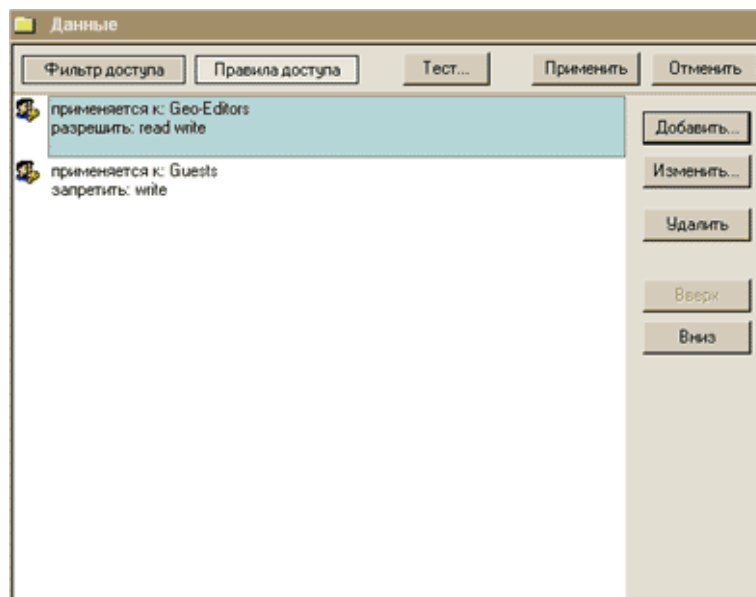 Данные
Фильтр доступа Правила доступа Тест... Применить Отменить
применяется к: Geo-Editors
разрешить: read write
применяется к: Guests
запретить: write
Добавить...
Изменить...
Удалить
Вверх
Вниз